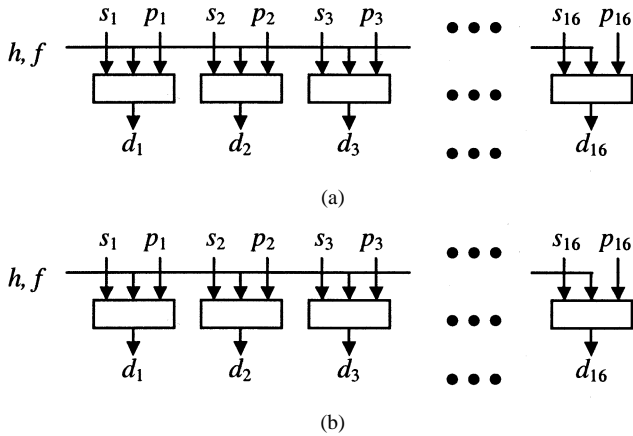 s1 p1 s2 p2 s3 p3 s16 p16
h, f
d1 d2 d3 d16
(a)
s1 p1 s2 p2 s3 p3 s16 p16
h, f
d1 d2 d3 d16
(b)